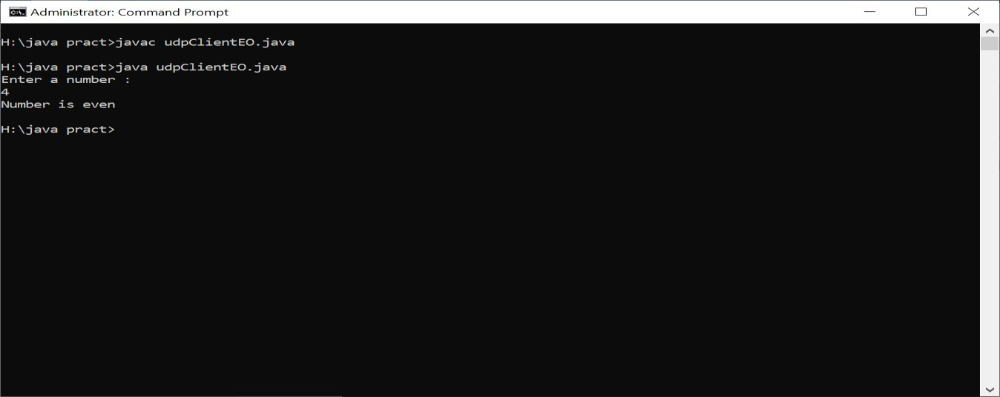 Administrator: Command Prompt
H:\java pract>javac udpClientEO.java
H:\java pract>java udpClientEO.java
Enter a number :
4
Number is even
H:\java pract>